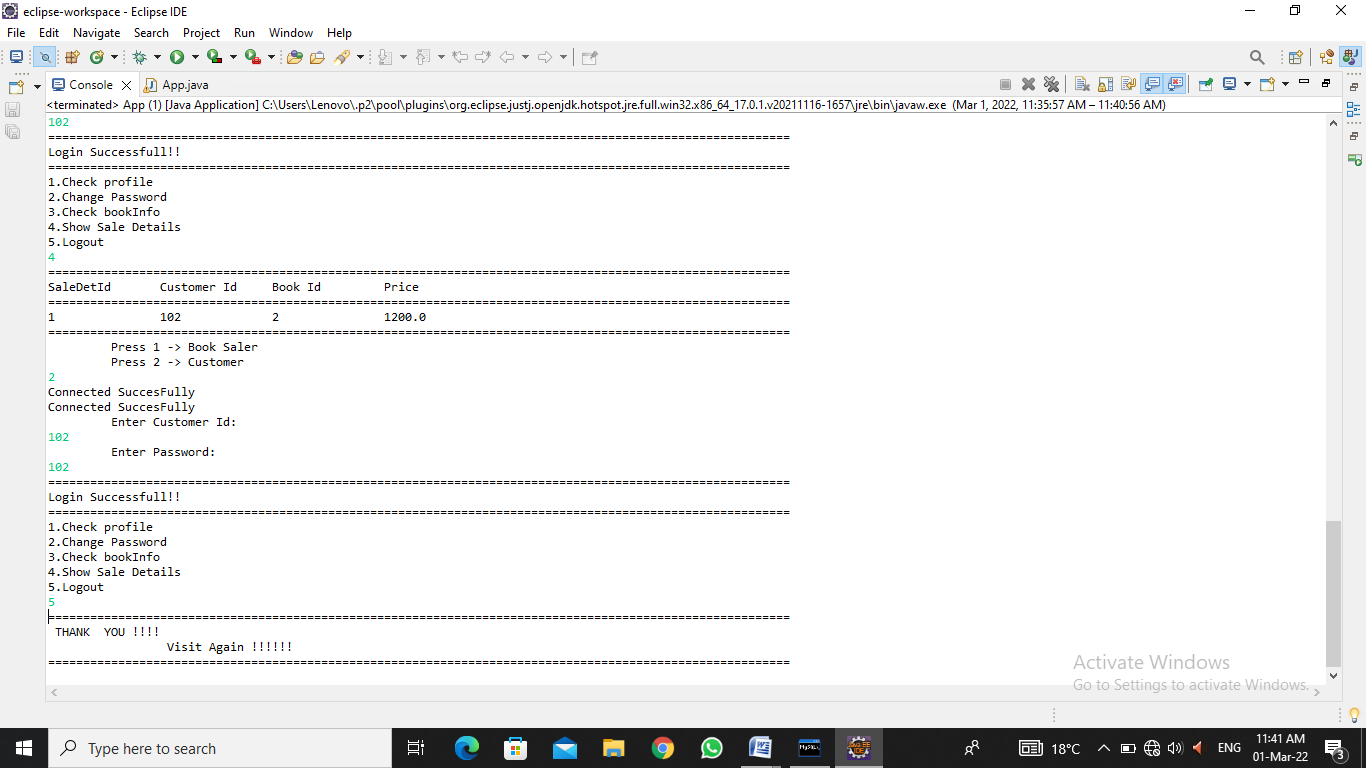 eclipse-workspace - Eclipse IDE
File Edit Navigate Search Project Run Window Help
Console App.java
<terminated> App (1) [Java Application] C:\Users\Lenovo\.p2\pool\plugins\org.eclipse.justj.openjdk.hotspot.jre.full.win32.x86_64_17.0.1.v20211116-1657\jre\bin\javaw.exe (Mar 1, 2022, 11:35:57 AM – 11:40:56 AM)
102
==========================================================================================================
Login Successfull!!
==========================================================================================================
1.Check profile
2.Change Password
3.Check bookInfo
4.Show Sale Details
5.Logout
4
==========================================================================================================
SaleDetId Customer Id Book Id Price
==========================================================================================================
1 102 2 1200.0
==========================================================================================================
Press 1 -> Book Saler
Press 2 -> Customer
2
Connected SuccesFully
Connected SuccesFully
Enter Customer Id:
102
Enter Password:
102
==========================================================================================================
Login Successfull!!
==========================================================================================================
1.Check profile
2.Change Password
3.Check bookInfo
4.Show Sale Details
5.Logout
5
==========================================================================================================
THANK YOU !!!!
Visit Again !!!!!!
==========================================================================================================
Activate Windows
Go to Settings to activate Windows.
Type here to search
18°C
ENG
11:41 AM
01-Mar-22
3